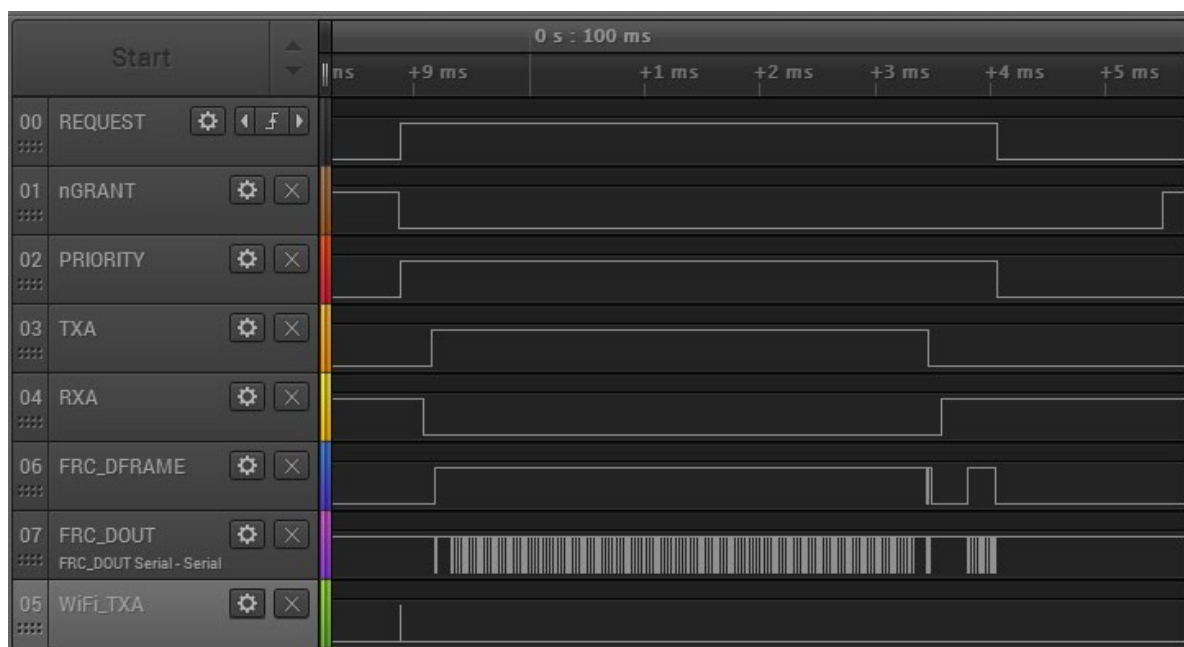 Start
0 s : 100 ms
ms +9 ms +1 ms +2 ms +3 ms +4 ms +5 ms
00 REQUEST
01 nGRANT
02 PRIORITY
03 TXA
04 RXA
06 FRC_DFRAME
07 FRC_DOUT
FRC_DOUT Serial - Serial
05 WiFi_TXA